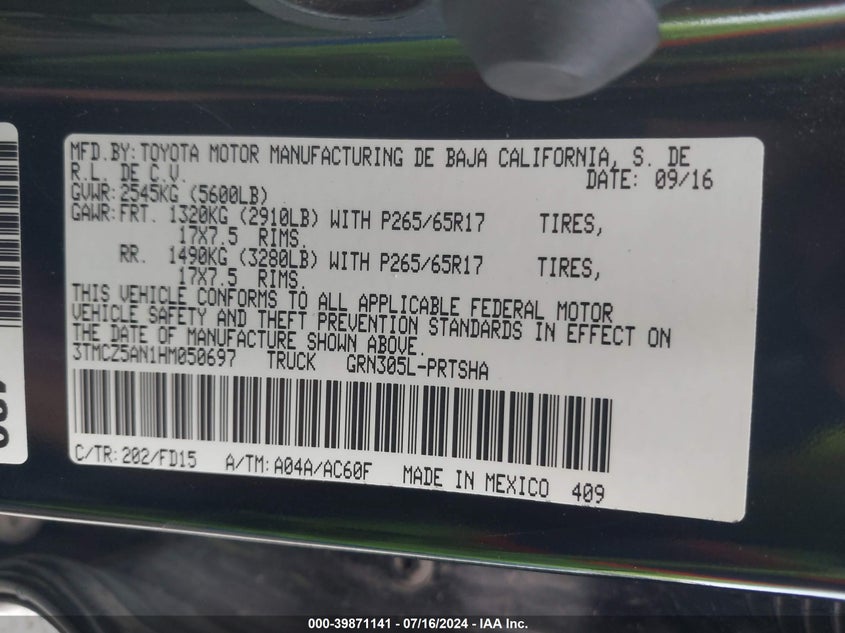 MFD.BY:TOYOTA MOTOR MANUFACTURING DE BAJA CALIFORNIA, S. DE
R.L. DE C.V. DATE: 09/16
GVWR:2545KG (5600LB)
GAWR:FRT. 1320KG (2910LB) WITH P265/65R17 TIRES,
17X7.5 RIMS.
RR. 1490KG (3280LB) WITH P265/65R17 TIRES,
17X7.5 RIMS.
THIS VEHICLE CONFORMS TO ALL APPLICABLE FEDERAL MOTOR
VEHICLE SAFETY AND THEFT PREVENTION STANDARDS IN EFFECT ON
THE DATE OF MANUFACTURE SHOWN ABOVE.
3TMCZ5AN1HM050697 TRUCK GRN305L-PRTSHA
C/TR:202/FD15 A/TM:A04A/AC60F MADE IN MEXICO 409
000-39871141 - 07/16/2024 - IAA Inc.